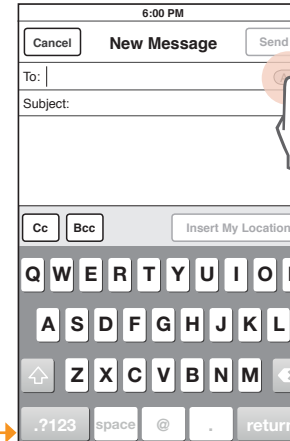 6:00 PM
Cancel New Message Send
To:
Subject:
Cc Bcc Insert My Location
Q W E R T Y U I O
A S D F G H J K L
Z X C V B N M
.?123 space @ . return